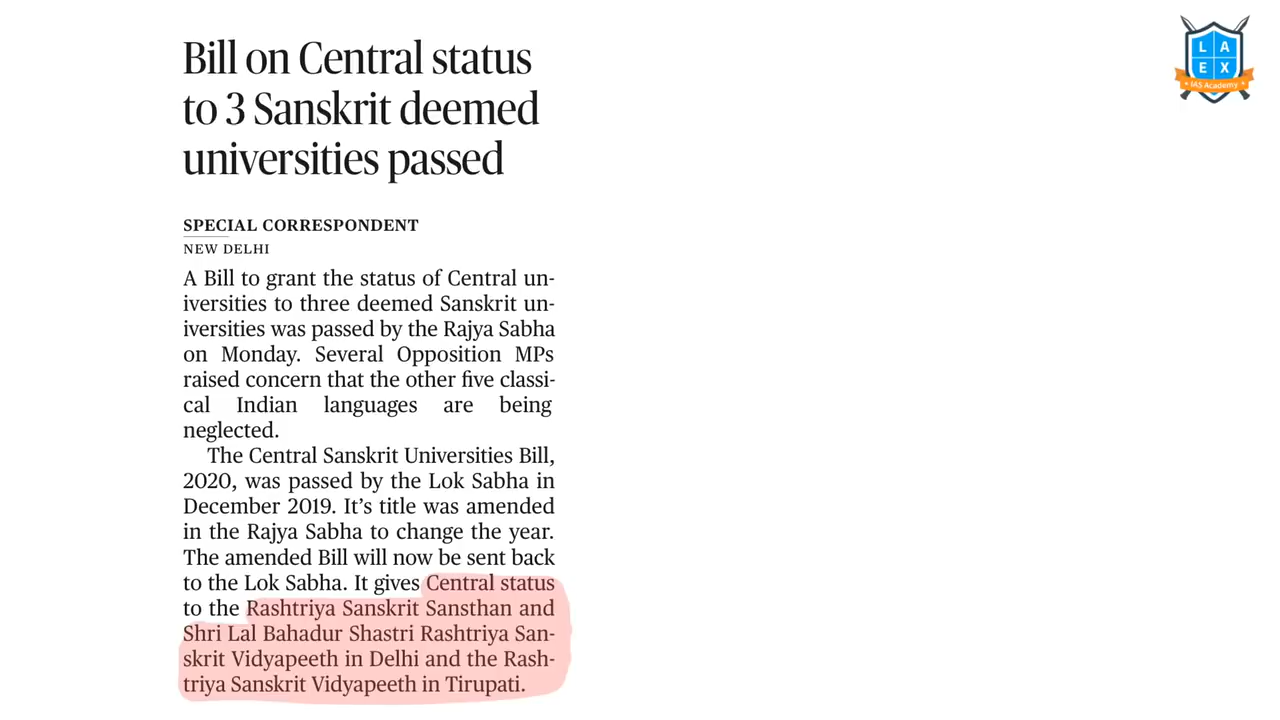 Bill on Central status
to 3 Sanskrit deemed
universities passed
SPECIAL CORRESPONDENT
NEW DELHI
A Bill to grant the status of Central un-
iversities to three deemed Sanskrit un-
iversities was passed by the Rajya Sabha
on Monday. Several Opposition MPs
raised concern that the other five classi-
cal Indian languages are being
neglected.
The Central Sanskrit Universities Bill,
2020, was passed by the Lok Sabha in
December 2019. It's title was amended
in the Rajya Sabha to change the year.
The amended Bill will now be sent back
to the Lok Sabha. It gives Central status
to the Rashtriya Sanskrit Sansthan and
Shri Lal Bahadur Shastri Rashtriya San-
skrit Vidyapeeth in Delhi and the Rash-
triya Sanskrit Vidyapeeth in Tirupati.
L A
E X
IAS Academy